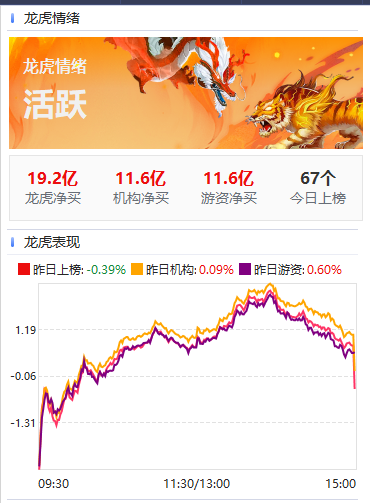 龙虎情绪
龙虎情绪
活跃
19.2亿 11.6亿 11.6亿 67个
龙虎净买 机构净买 游资净买 今日上榜
龙虎表现
昨日上榜: -0.39% 昨日机构: 0.09% 昨日游资: 0.60%
1.19
-0.06
-1.31
09:30 11:30/13:00 15:00